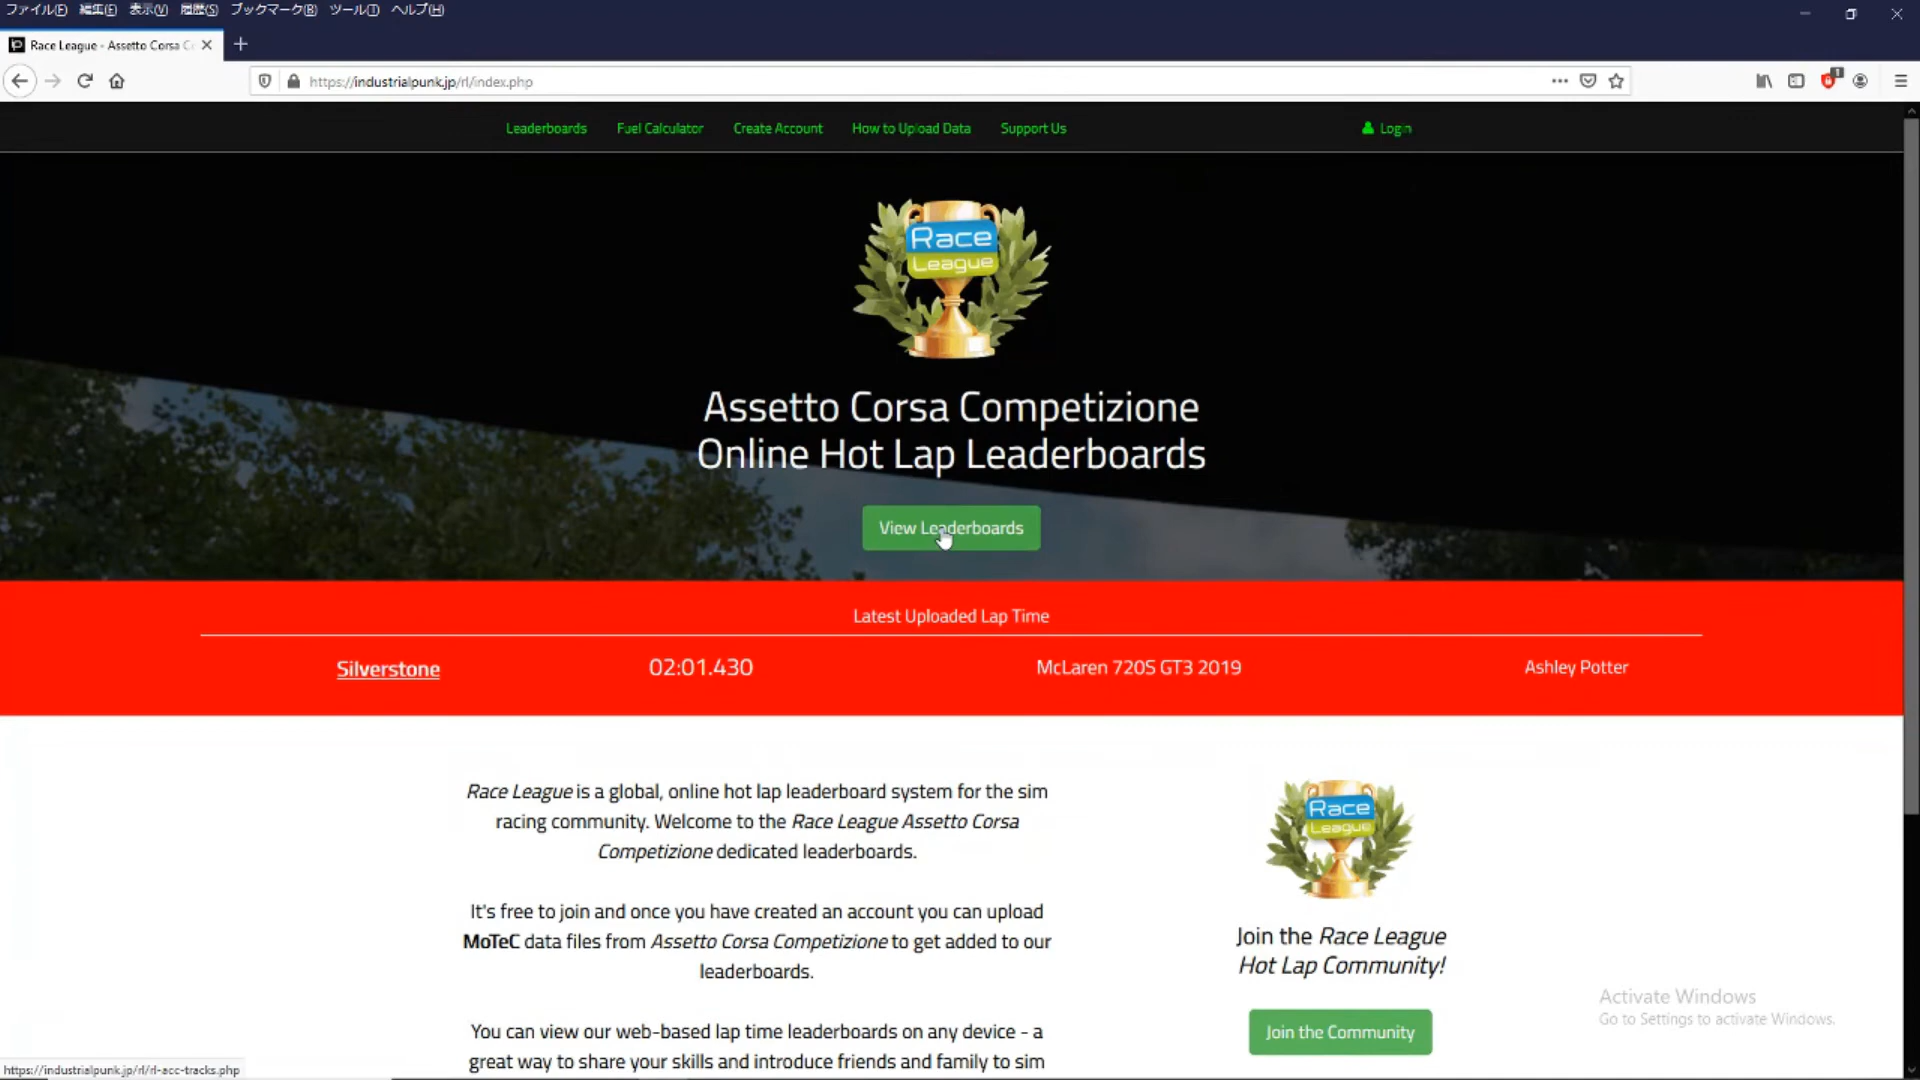 ファイル(F) 編集(E) 表示(V) 履歴(S) ブックマーク(B) ツール(T) ヘルプ(H)
Race League - Assetto Corsa C
https://industrialpunk.jp/rl/index.php
1
Leaderboards Fuel Calculator Create Account How to Upload Data Support Us Login
Race
League
Assetto Corsa Competizione
Online Hot Lap Leaderboards
View Leaderboards
Latest Uploaded Lap Time
Silverstone 02:01.430 McLaren 720S GT3 2019 Ashley Potter
Race League is a global, online hot lap leaderboard system for the sim
racing community. Welcome to the Race League Assetto Corsa
Competizione dedicated leaderboards.
It's free to join and once you have created an account you can upload
MoTeC data files from Assetto Corsa Competizione to get added to our
leaderboards.
You can view our web-based lap time leaderboards on any device - a
great way to share your skills and introduce friends and family to sim
Race
League
Join the Race League
Hot Lap Community!
Join the Community
Activate Windows
Go to Settings to activate Windows.
https://industrialpunk.jp/rl/rl-acc-tracks.php